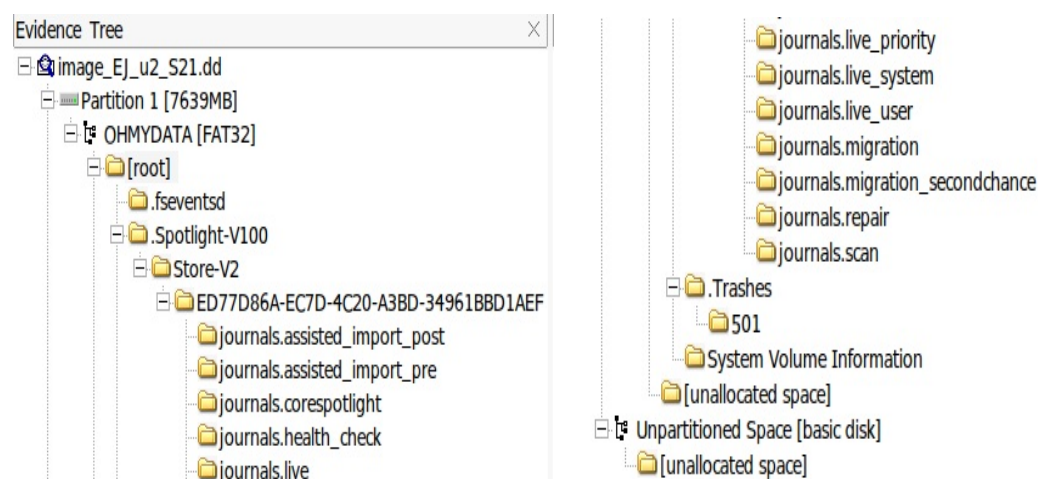 Evidence Tree
image_EJ_u2_S21.dd
Partition 1 [7639MB]
OHMYDATA [FAT32]
[root]
.fseventsd
.Spotlight-V100
Store-V2
ED77D86A-EC7D-4C20-A3BD-34961BBD1AEF
journals.assisted_import_post
journals.assisted_import_pre
journals.corespotlight
journals.health_check
journals.live
journals.live_priority
journals.live_system
journals.live_user
journals.migration
journals.migration_secondchance
journals.repair
journals.scan
.Trashes
501
System Volume Information
[unallocated space]
Unpartitioned Space [basic disk]
[unallocated space]